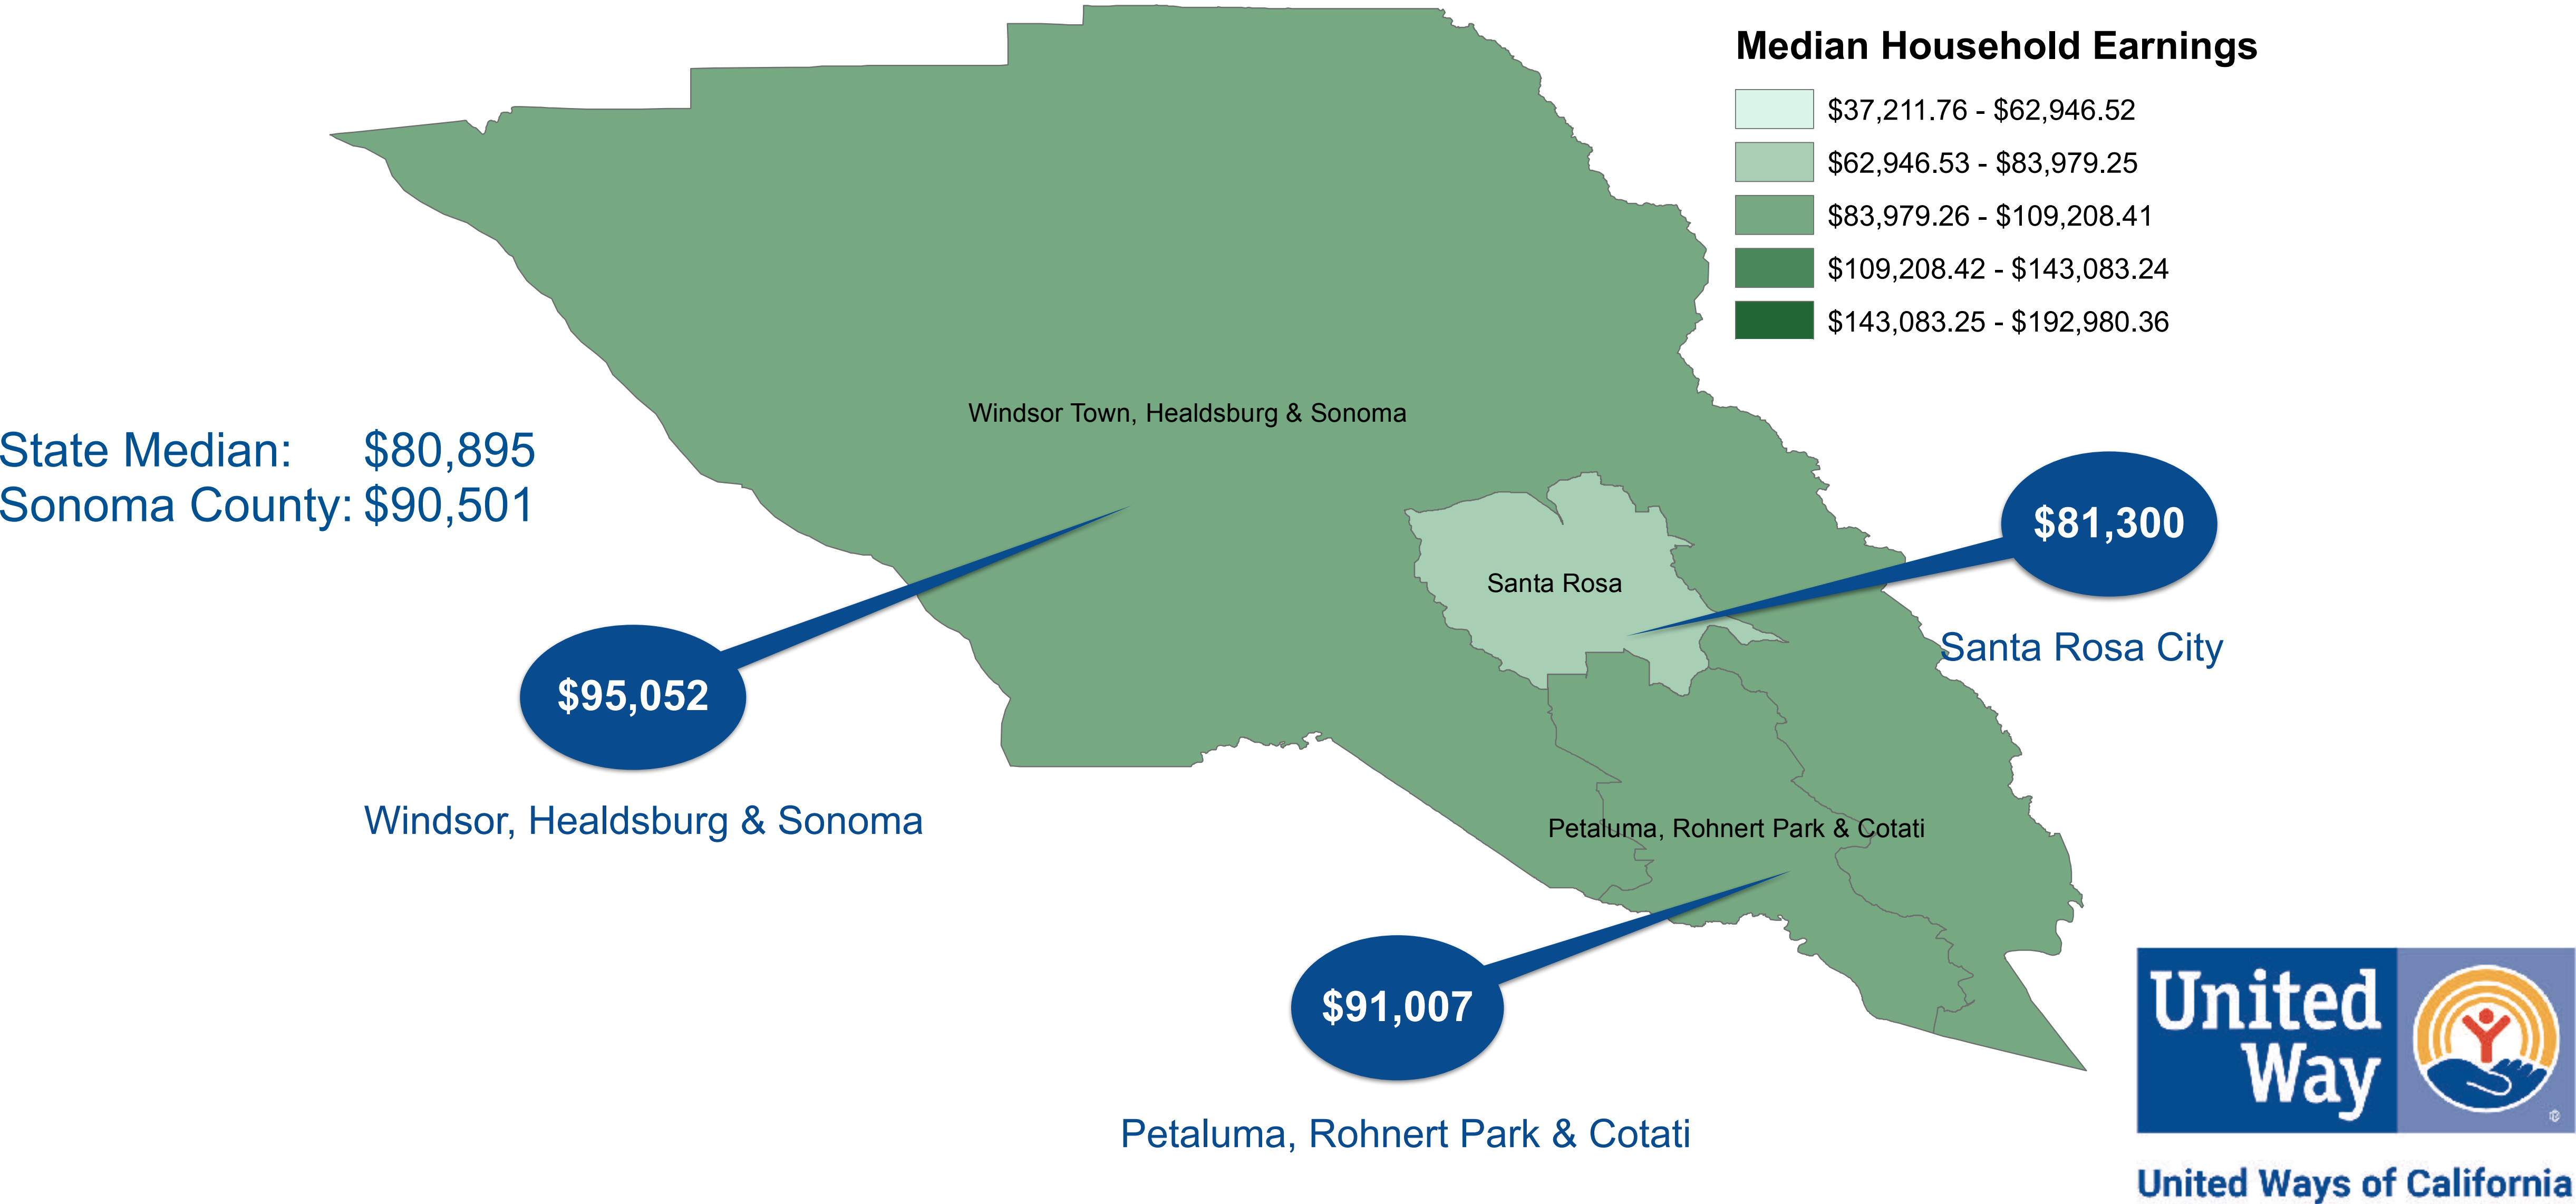 Median Household Earnings
$37,211.76 - $62,946.52
$62,946.53 - $83,979.25
$83,979.26 - $109,208.41
$109,208.42 - $143,083.24
$143,083.25 - $192,980.36
Windsor Town, Healdsburg & Sonoma
State Median: $80,895
Sonoma County: $90,501
$81,300
Santa Rosa
Santa Rosa City
$95,052
Windsor, Healdsburg & Sonoma
Petaluma, Rohnert Park & Cotati
$91,007
Petaluma, Rohnert Park & Cotati
United
Way
®
United Ways of California